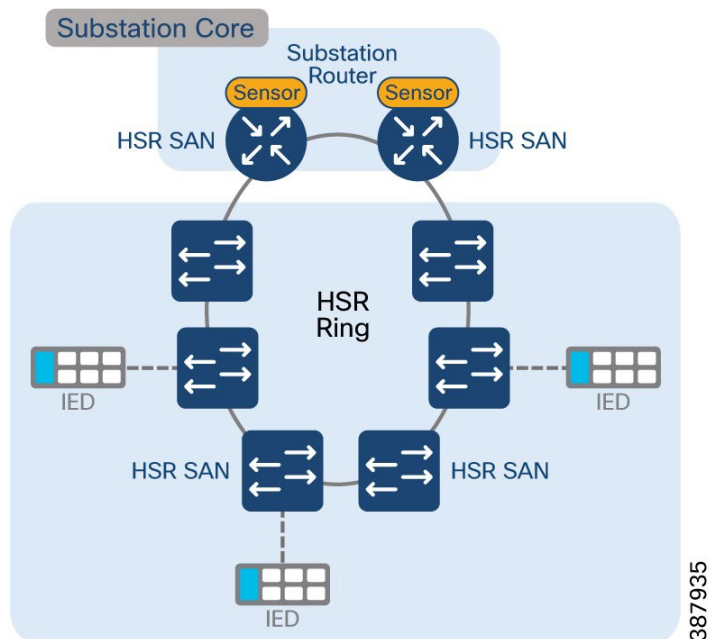 Substation Core
Substation
Router
Sensor
Sensor
HSR SAN
HSR SAN
HSR
Ring
IED
IED
HSR SAN
HSR SAN
IED
387935